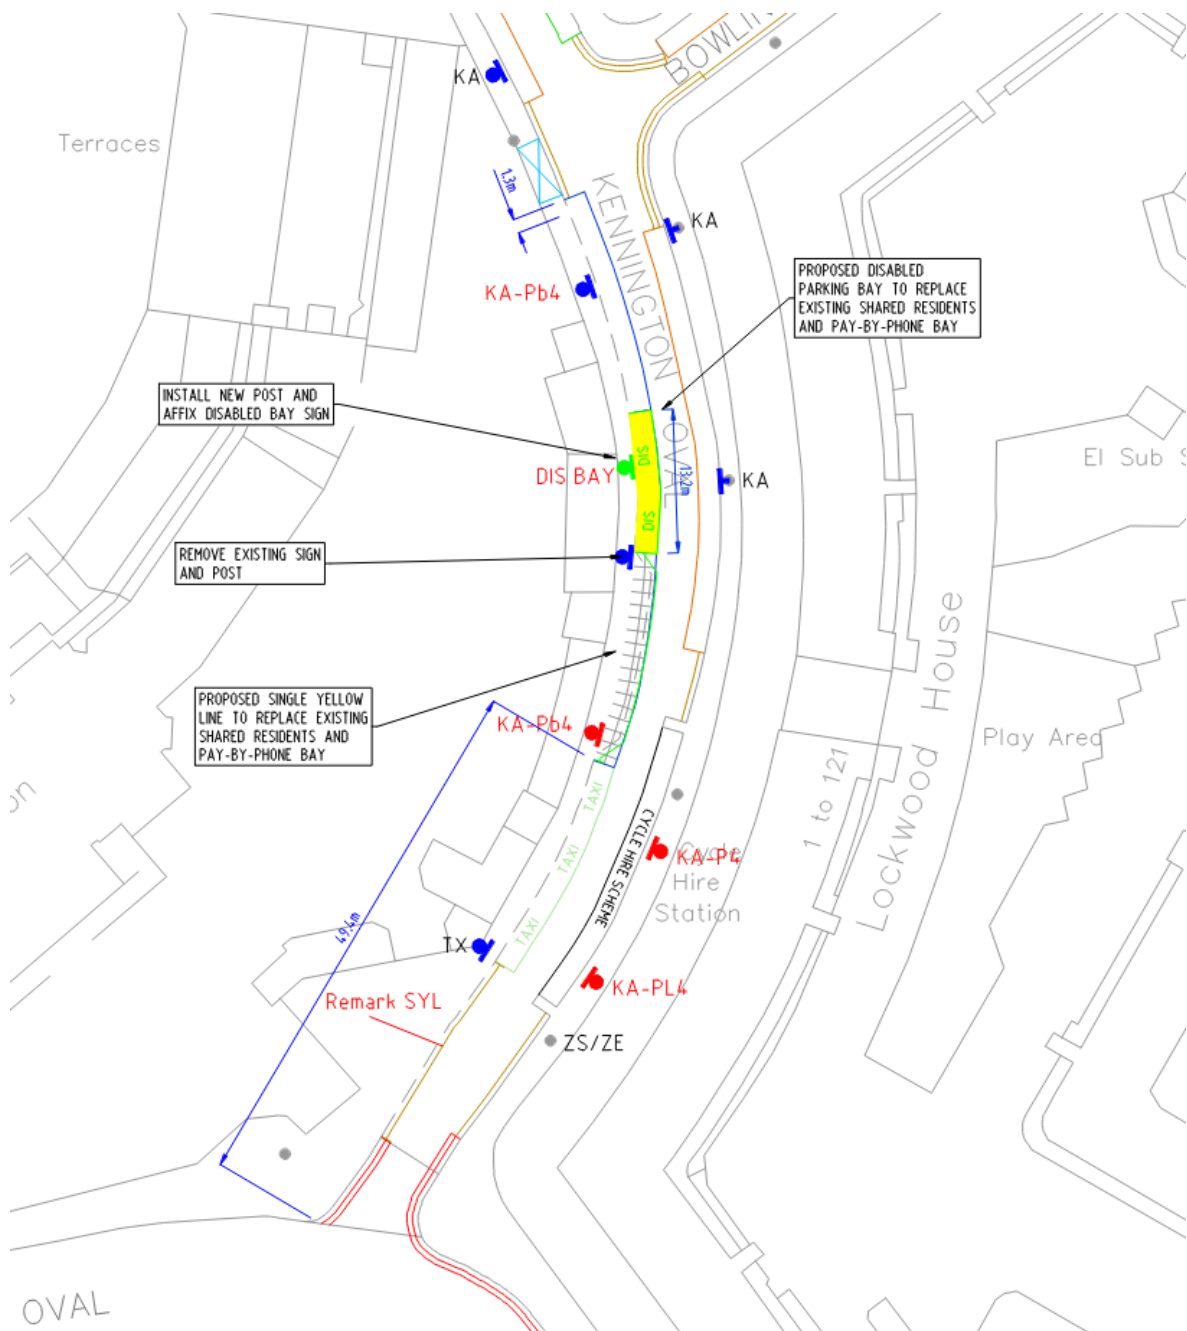 BOWLIN
KA
Terraces
1.3m
KENNINGTON OVAL
KA
KA-Pb4
PROPOSED DISABLED
PARKING BAY TO REPLACE
EXISTING SHARED RESIDENTS
AND PAY-BY-PHONE BAY
INSTALL NEW POST AND
AFFIX DISABLED BAY SIGN
DIS
13.2m
El Sub S
DIS BAY
KA
DIS
REMOVE EXISTING SIGN
AND POST
PROPOSED SINGLE YELLOW
LINE TO REPLACE EXISTING
SHARED RESIDENTS AND
PAY-BY-PHONE BAY
KA-Pb4
Lockwood House
Play Area
on
TAXI
1 to 121
CYCLE HIRE SCHEME
TAXI
KA-P4
Cycle
Hire
Station
49.4m
TAXI
TX
KA-PL4
Remark SYL
ZS/ZE
OVAL